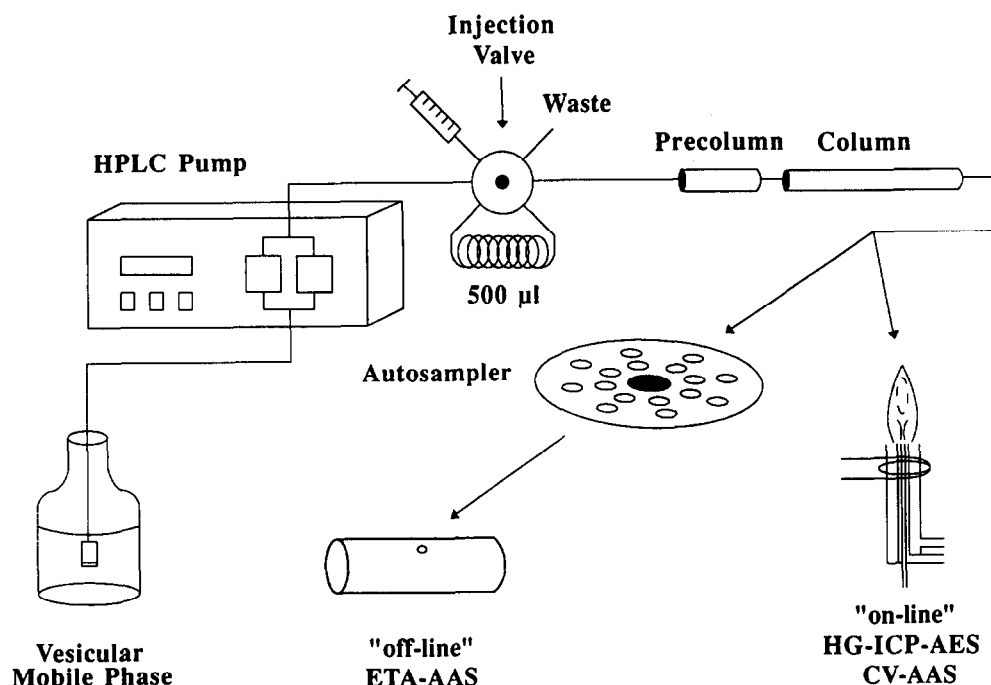 Injection
Valve
Waste
HPLC Pump
Precolumn
Column
500 µl
Autosampler
Vesicular
Mobile Phase
"off-line"
ETA-AAS
"on-line"
HG-ICP-AES
CV-AAS